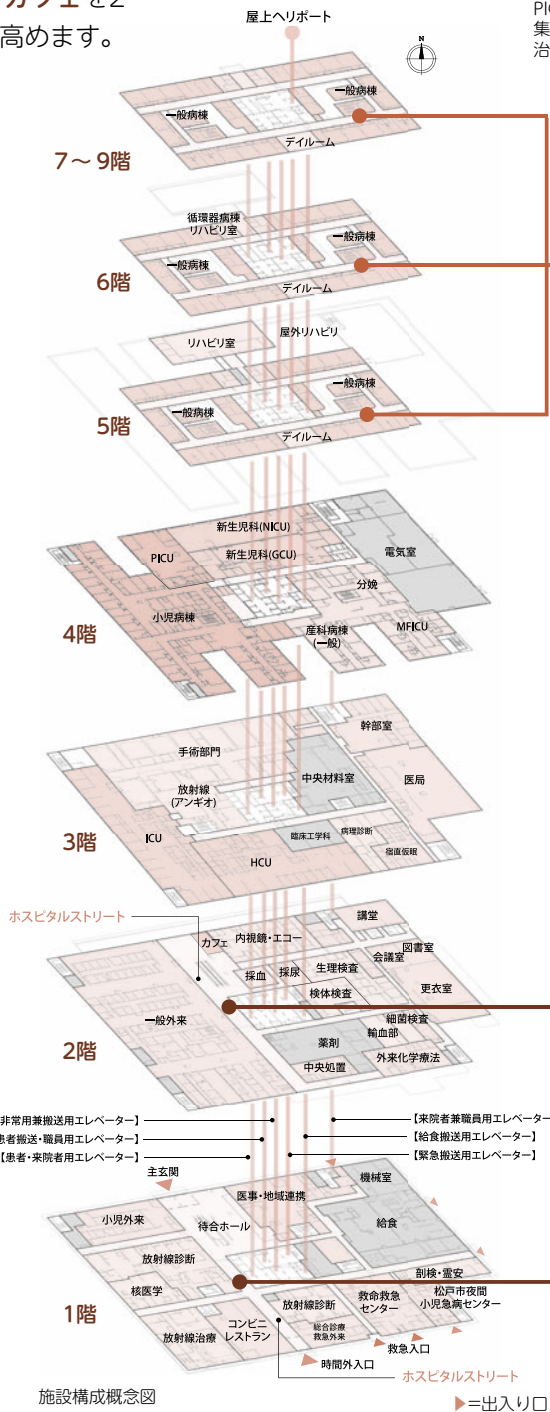 カフェを2
高めます。
PIC
集
治
屋上ヘリポート
N
一般病棟
一般病棟
デイルーム
7〜9階
循環器病棟
リハビリ室
一般病棟
一般病棟
デイルーム
6階
リハビリ室
屋外リハビリ
一般病棟
一般病棟
デイルーム
5階
新生児科(NICU)
PICU
新生児科(GCU)
電気室
分娩
小児病棟
産科病棟
(一般)
MFICU
4階
幹部室
手術部門
中央材料室
医局
放射線
(アンギオ)
ICU
臨床工学科
病理診断
宿直仮眠
HCU
3階
ホスピタルストリート
講堂
カフェ
内視鏡・エコー
図書室
会議室
採血
採尿
生理検査
更衣室
検体検査
一般外来
細菌検査
輸血部
薬剤
外来化学療法
中央処置
2階
非常用兼搬送用エレベーター】
【来院者兼職員用エレベーター
患者搬送・職員用エレベーター】
【給食搬送用エレベーター】
【患者・来院者用エレベーター】
【緊急搬送用エレベーター】
主玄関
機械室
医事・地域連携
小児外来
待合ホール
給食
放射線診断
剖検・霊安
核医学
救命救急
センター
松戸市夜間
小児急病センター
放射線診断
コンビニ
レストラン
総合診療
救急外来
放射線治療
1階
救急入口
時間外入口
ホスピタルストリート
施設構成概念図
▶=出入り口